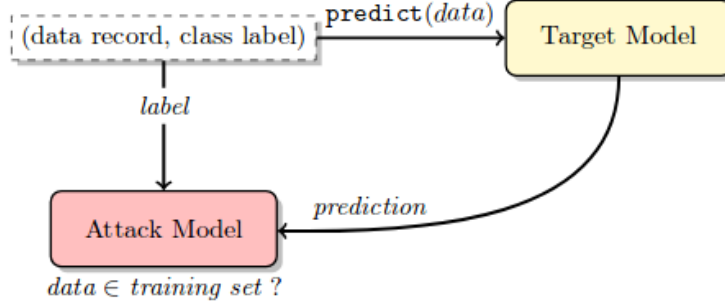 predict(data)
(data record, class label)
Target Model
label
prediction
Attack Model
data ∈ training set ?